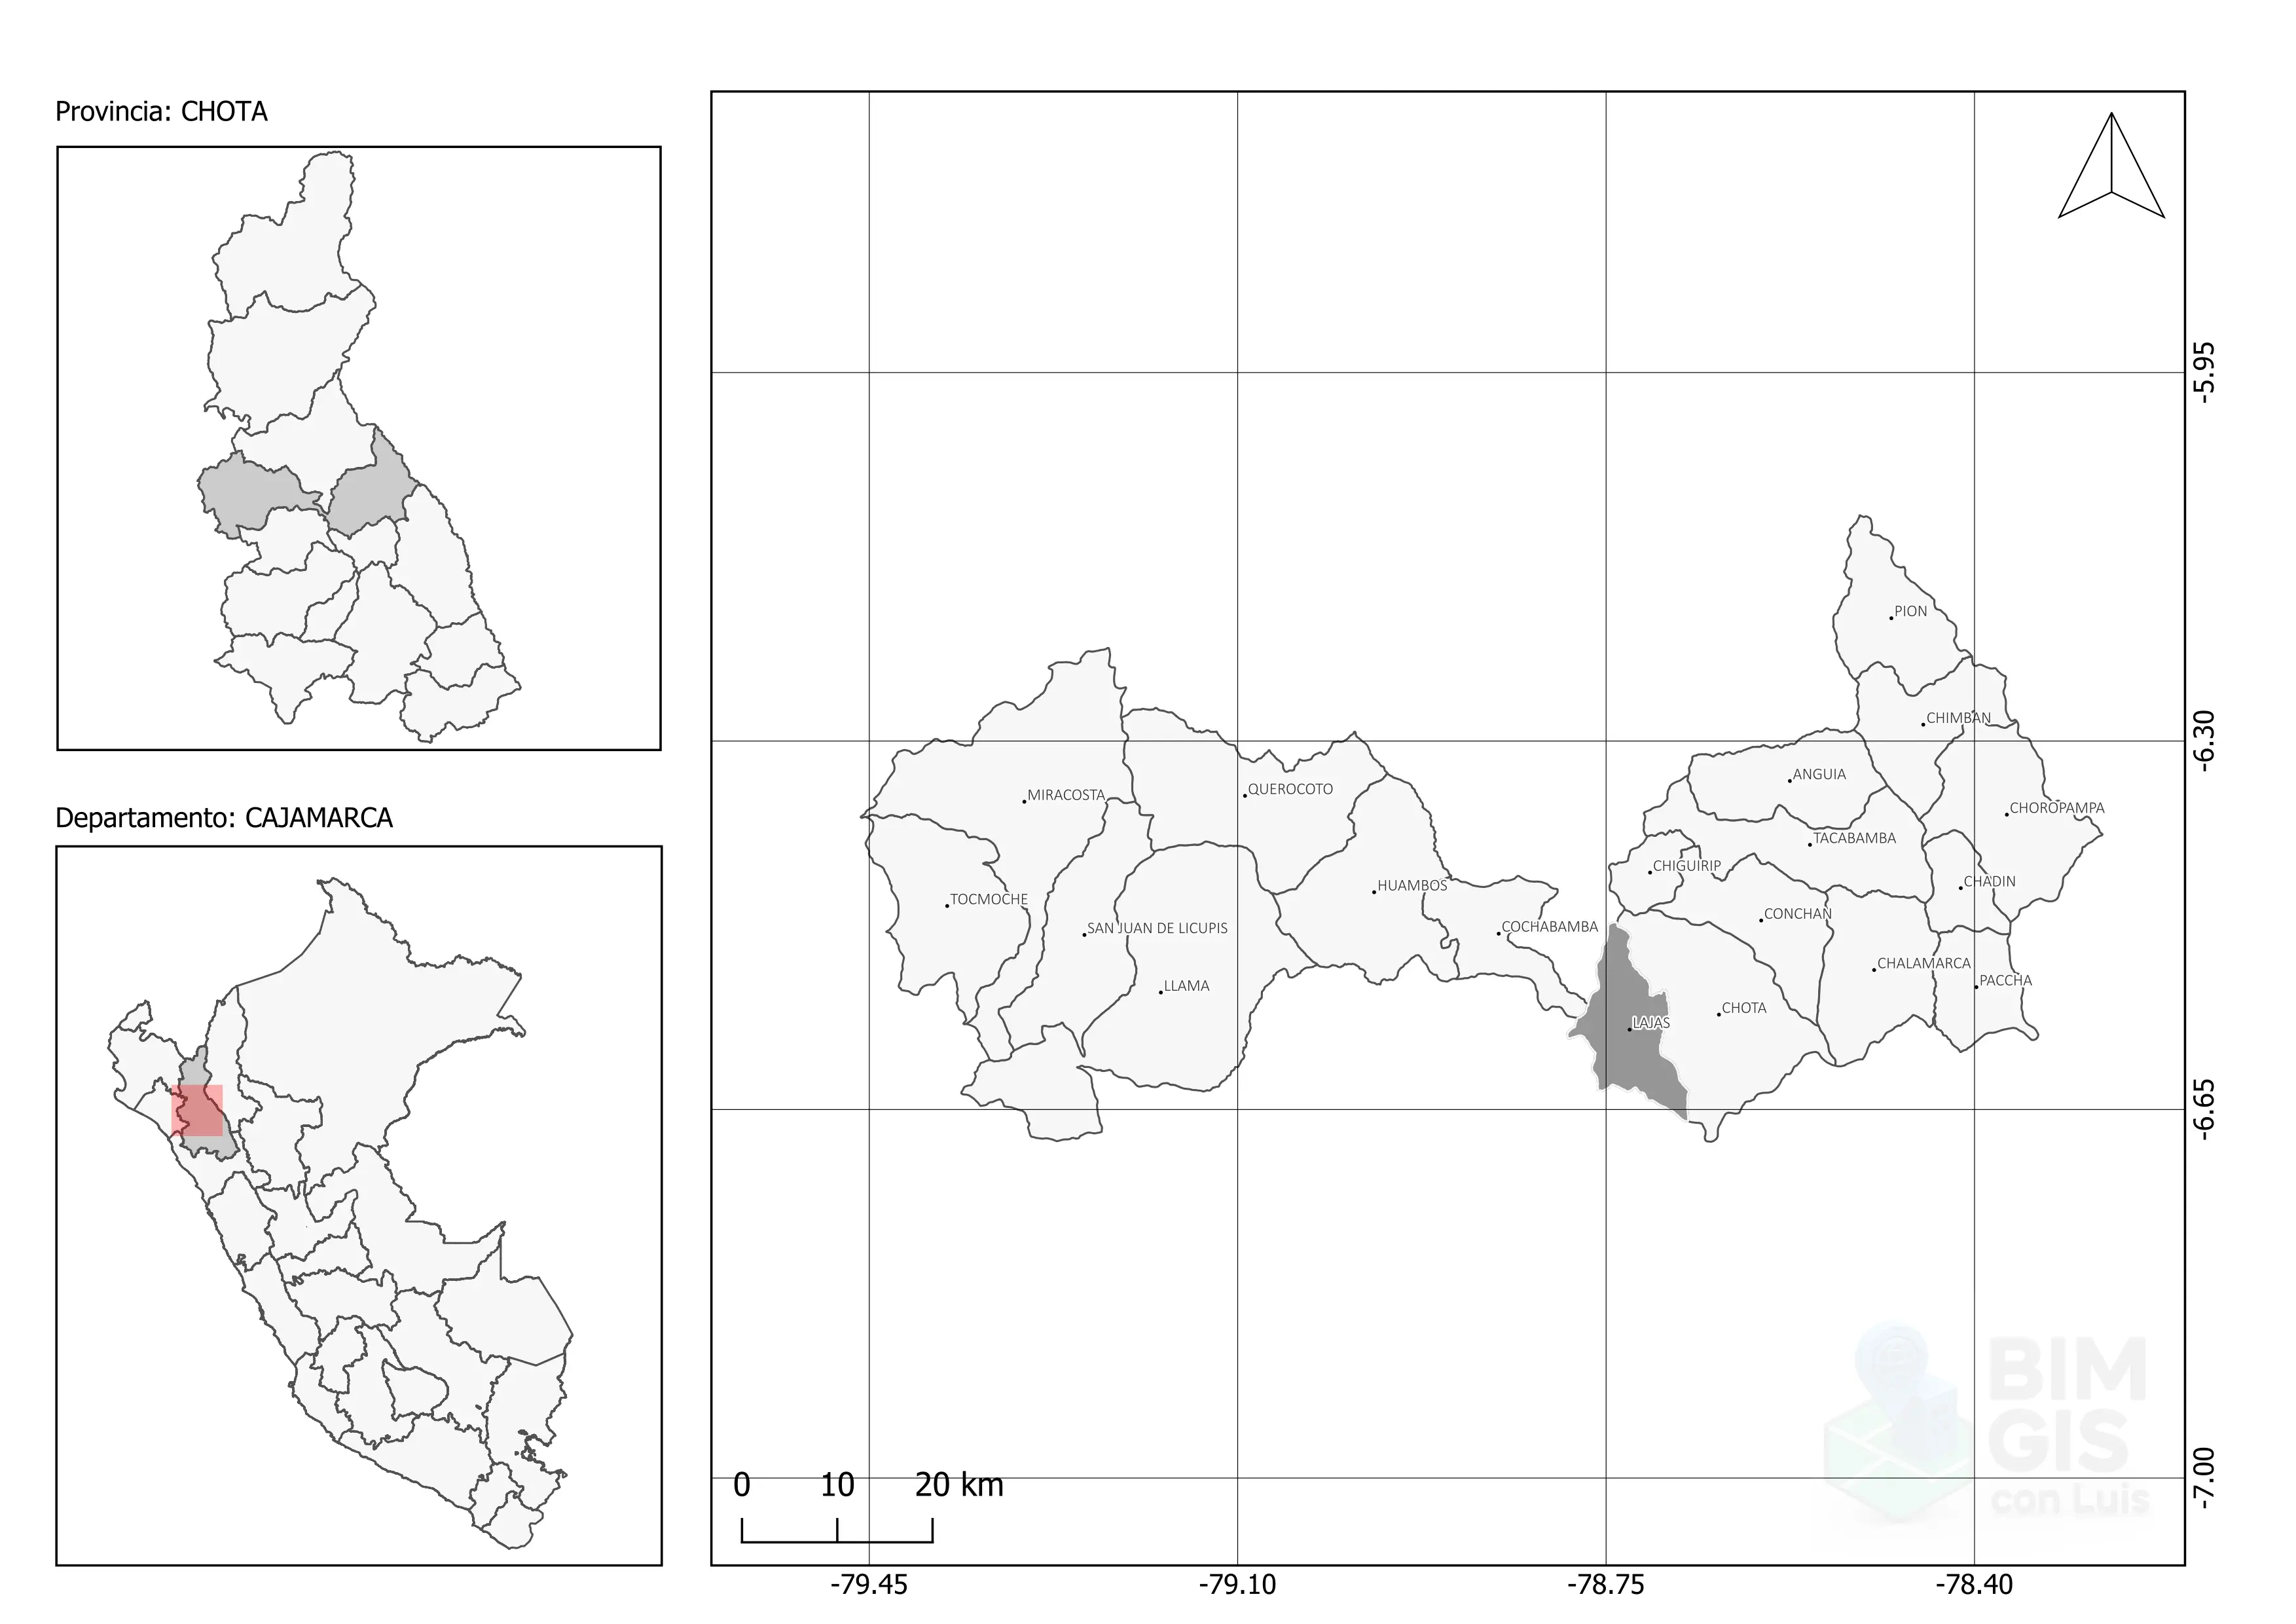 Provincia: CHOTA
Departamento: CAJAMARCA
PION
CHIMBAN
ANGUIA
CHOROPAMPA
QUEROCOTO
MIRACOSTA
TACABAMBA
CHIGUIRIP
CHADIN
HUAMBOS
TOCMOCHE
CONCHAN
COCHABAMBA
SAN JUAN DE LICUPIS
CHALAMARCA
PACCHA
LLAMA
CHOTA
LAJAS
-5.95
-6.30
-6.65
-7.00
0 10 20 km
-79.45 -79.10 -78.75 -78.40
BIM
GIS
con Luis